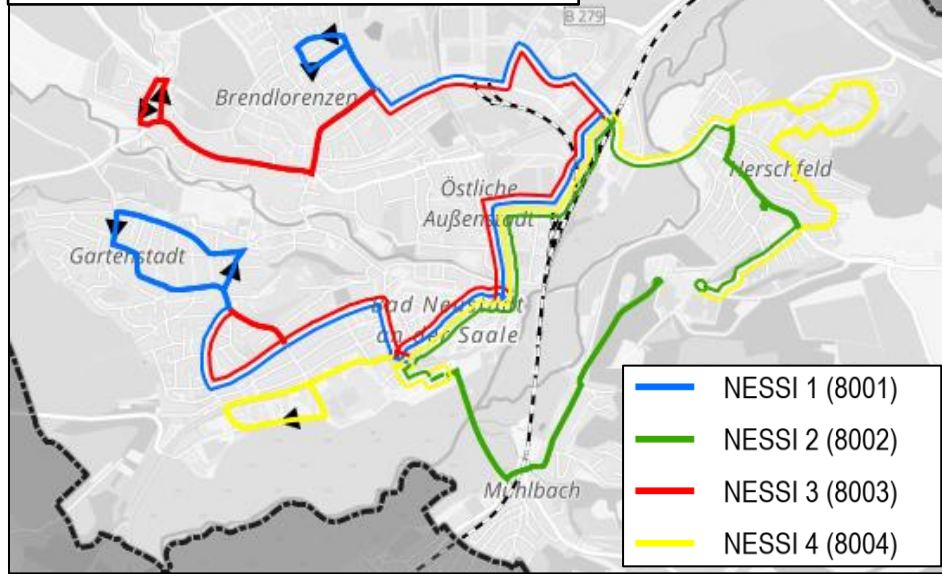 B 279
Brendlorenzen
Herschfeld
Östliche
Außenstadt
Gartenstadt
Bad Neustadt
an der Saale
Mühlbach
NESSI 1 (8001)
NESSI 2 (8002)
NESSI 3 (8003)
NESSI 4 (8004)